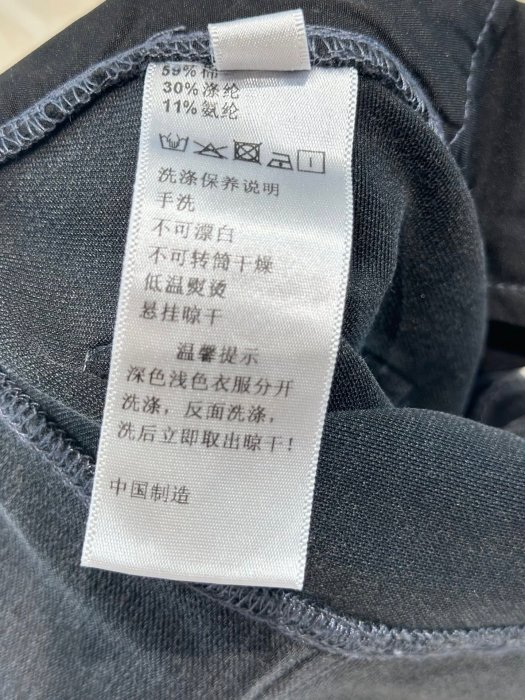 59% 棉
30% 涤纶
11% 氨纶
洗涤保养说明
手洗
不可漂白
不可转筒干燥
低温熨烫
悬挂晾干
温馨提示
深色浅色衣服分开
洗涤，反面洗涤，
洗后立即取出晾干！
中国制造